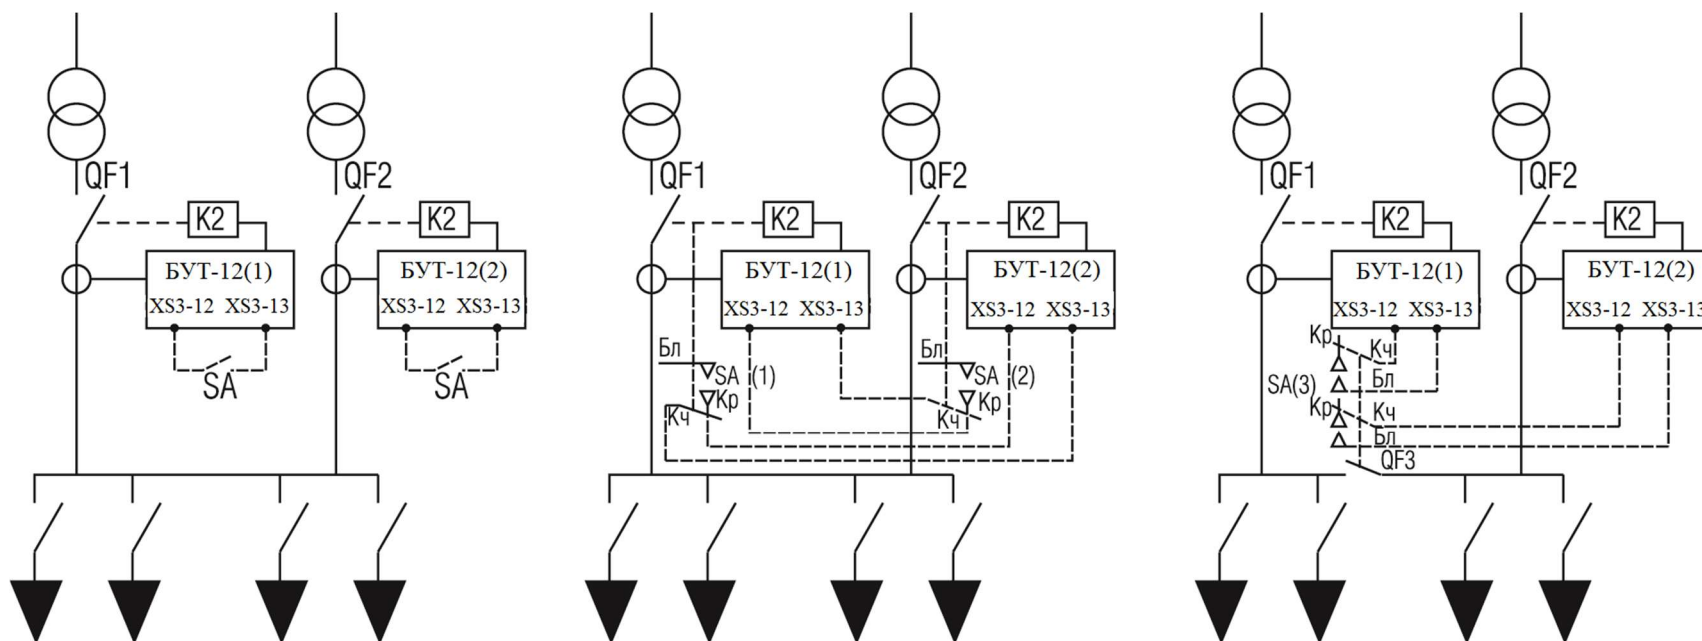 QF1
QF2
K2
K2
БУТ-12(1)
XS3-12 XS3-13
БУТ-12(2)
XS3-12 XS3-13
SA
SA
QF1
QF2
K2
K2
БУТ-12(1)
XS3-12 XS3-13
БУТ-12(2)
XS3-12 XS3-13
Бл
SA (1)
Кр
Кч
Бл
SA (2)
Кр
Кч
QF1
QF2
K2
K2
БУТ-12(1)
XS3-12 XS3-13
БУТ-12(2)
XS3-12 XS3-13
Кр
Кч
Бл
SA(3)
Кр
Кч
Бл
QF3